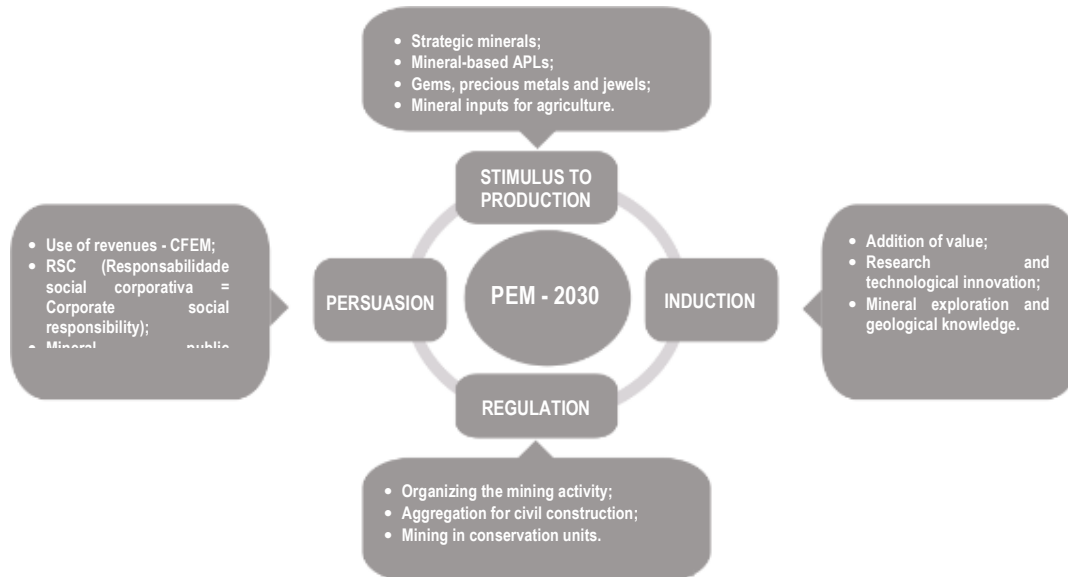 • Strategic minerals;
• Mineral-based APLs;
• Gems, precious metals and jewels;
• Mineral inputs for agriculture.
STIMULUS TO
PRODUCTION
• Use of revenues - CFEM;
• RSC (Responsabilidade
social corporativa =
Corporate social
responsibility);
• Mineral public
PERSUASION
PEM - 2030
INDUCTION
• Addition of value;
• Research and
technological innovation;
• Mineral exploration and
geological knowledge.
REGULATION
• Organizing the mining activity;
• Aggregation for civil construction;
• Mining in conservation units.